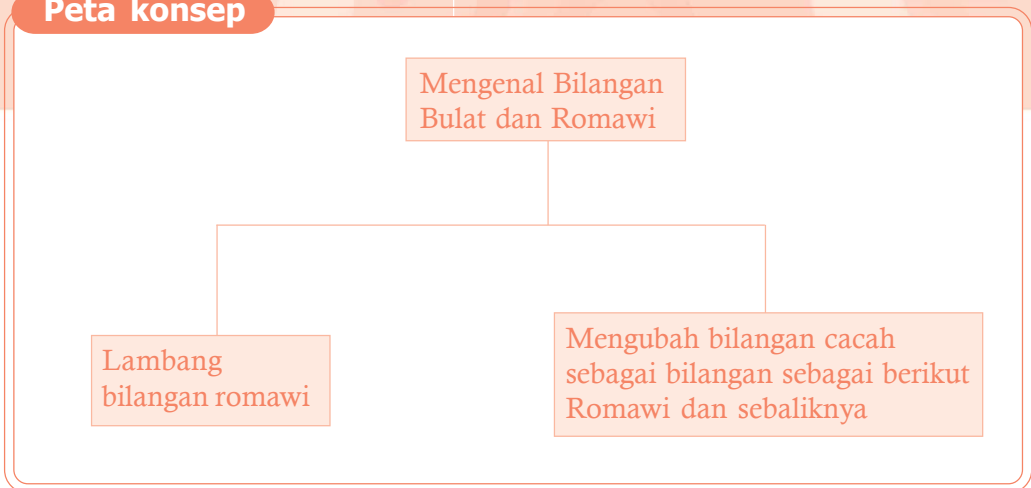 Peta konsep
Mengenal Bilangan
Bulat dan Romawi
Lambang
bilangan romawi
Mengubah bilangan cacah
sebagai bilangan sebagai berikut
Romawi dan sebaliknya